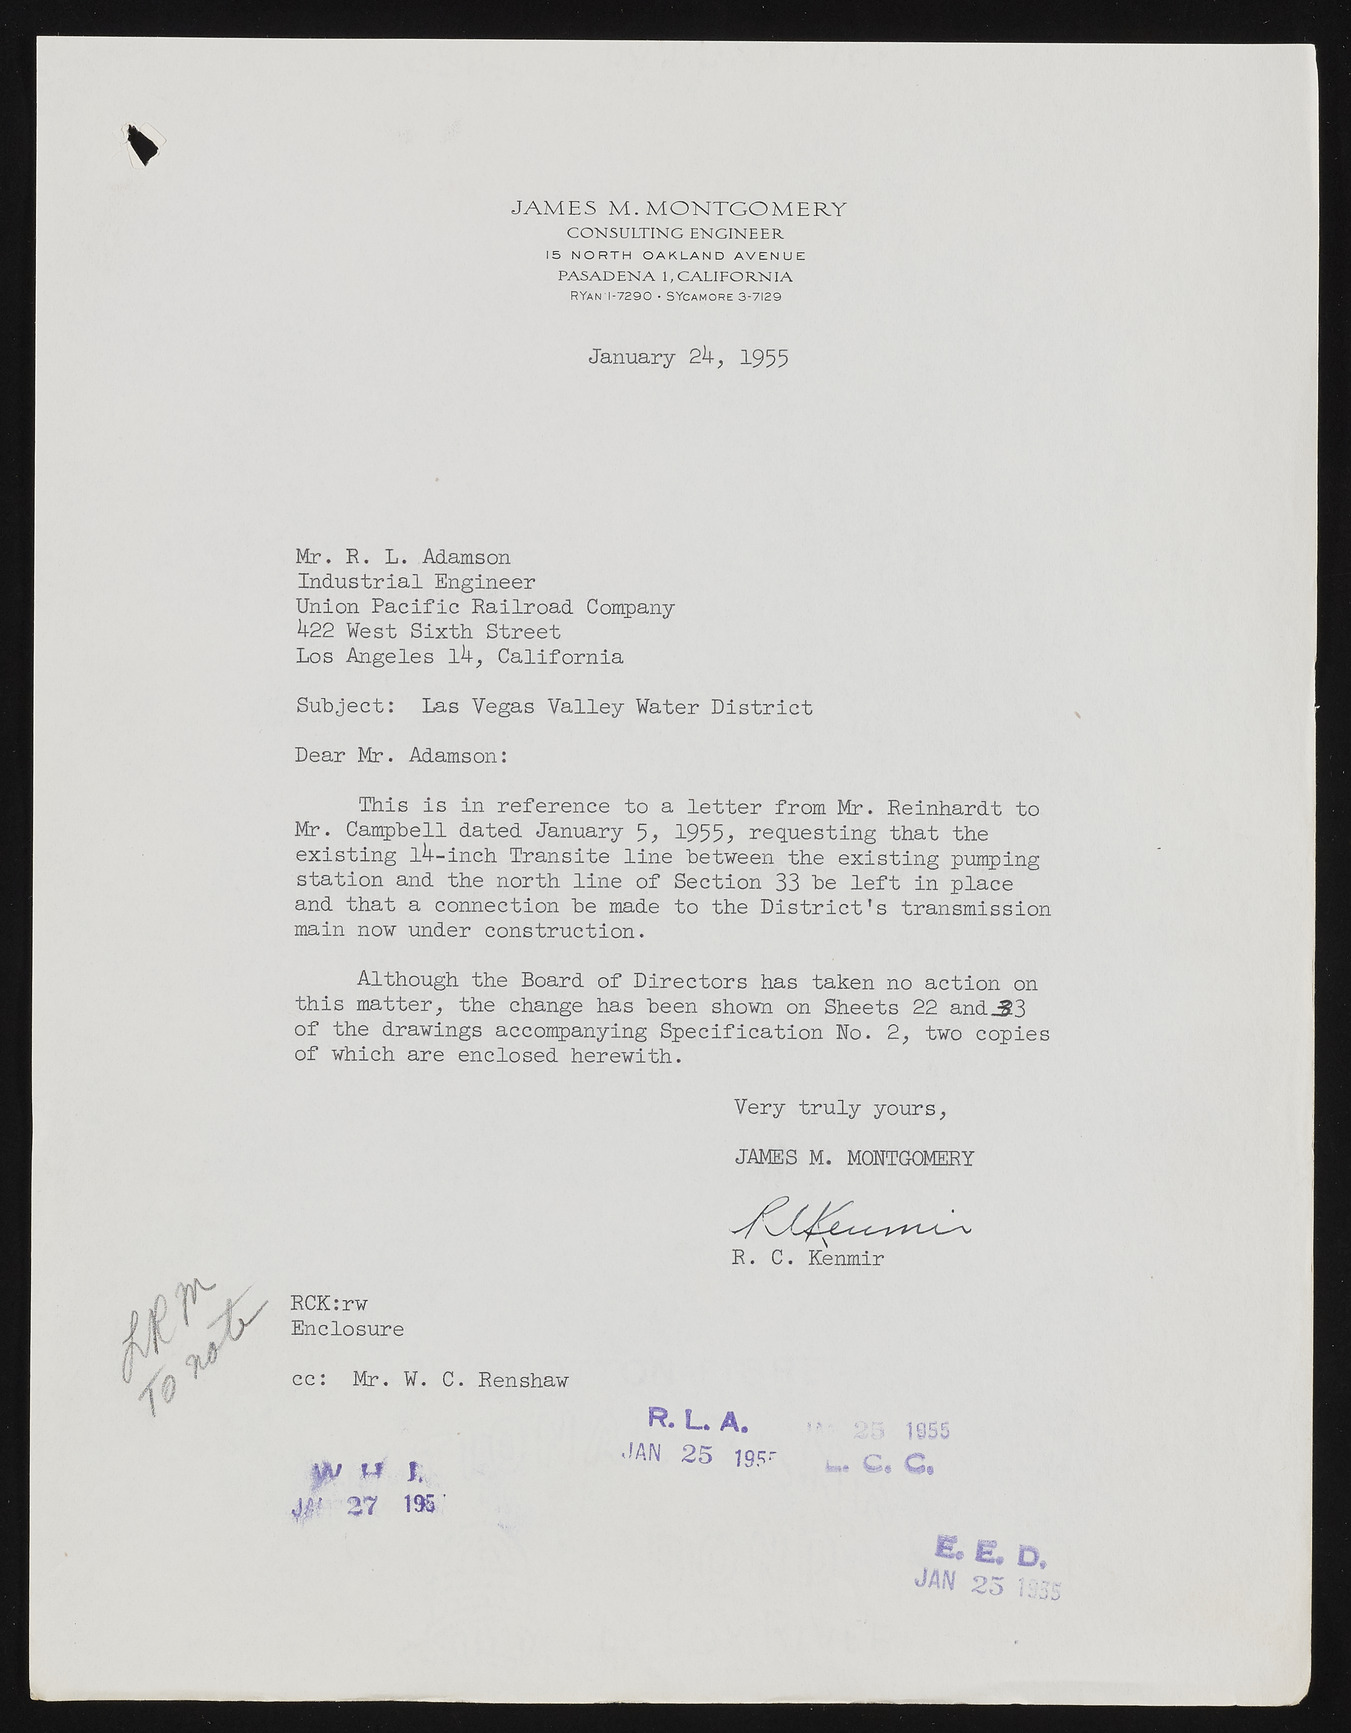 JAMES M. MONTGOMERY
CONSULTING ENGINEER
15 NORTH OAKLAND AVENUE
PASADENA 1, CALIFORNIA
RYAN 1-7290 • SYCAMORE 3-7129
January 24, 1955
Mr. R. L. Adamson
Industrial Engineer
Union Pacific Railroad Company
422 West Sixth Street
Los Angeles 14, California
Subject: Las Vegas Valley Water District
Dear Mr. Adamson:
This is in reference to a letter from Mr. Reinhardt to
Mr. Campbell dated January 5, 1955, requesting that the
existing 14-inch Transite line between the existing pumping
station and the north line of Section 33 be left in place
and that a connection be made to the District's transmission
main now under construction.
Although the Board of Directors has taken no action on
this matter, the change has been shown on Sheets 22 and
of the drawings accompanying Specification No. 2, two copies
of which are enclosed herewith.
Very truly yours,
JAMES M. MONTGOMERY
R C Kenmir
R. C. Kenmir
LRM
To note
RCK:rw
Enclosure
cc: Mr. W. C. Renshaw
R. L. A.
JAN 25
25 1955
C. C.
27
E. E. D.
JAN 25 1955